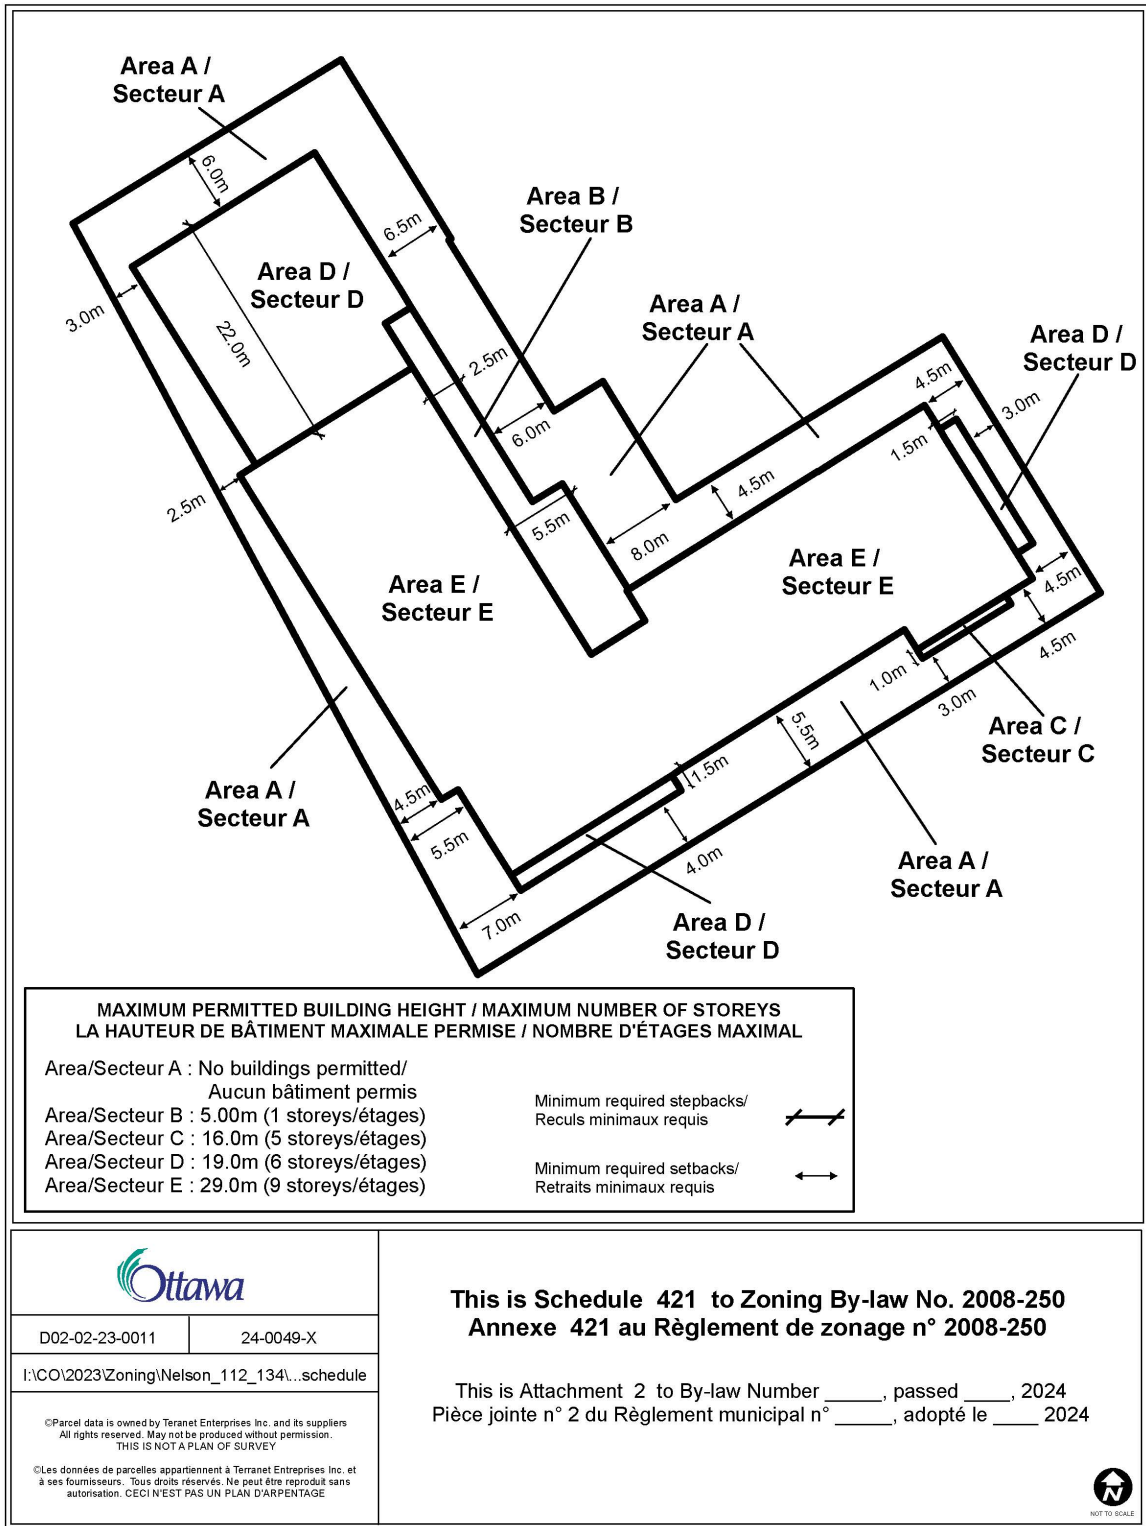 Area A /
Secteur A
6.0m
Area B /
Secteur B
6.5m
Area D /
Secteur D
3.0m
22.0m
Area A /
Secteur A
Area D /
Secteur D
2.5m
4.5m
3.0m
6.0m
1.5m
4.5m
2.5m
5.5m
8.0m
Area E /
Secteur E
Area E /
Secteur E
4.5m
4.5m
1.0m
3.0m
5.5m
Area C /
Secteur C
1.5m
Area A /
Secteur A
4.5m
5.5m
4.0m
Area A /
Secteur A
7.0m
Area D /
Secteur D
MAXIMUM PERMITTED BUILDING HEIGHT / MAXIMUM NUMBER OF STOREYS
LA HAUTEUR DE BÂTIMENT MAXIMALE PERMISE / NOMBRE D'ÉTAGES MAXIMAL
Area/Secteur A : No buildings permitted/
Aucun bâtiment permis
Area/Secteur B : 5.00m (1 storeys/étages)
Area/Secteur C : 16.0m (5 storeys/étages)
Area/Secteur D : 19.0m (6 storeys/étages)
Area/Secteur E : 29.0m (9 storeys/étages)
Minimum required stepbacks/
Reculs minimaux requis
Minimum required setbacks/
Retraits minimaux requis
Ottawa
D02-02-23-0011 24-0049-X
I:\CO\2023\Zoning\Nelson_112_134\...schedule
©Parcel data is owned by Teranet Enterprises Inc. and its suppliers
All rights reserved. May not be produced without permission.
THIS IS NOT A PLAN OF SURVEY
©Les données de parcelles appartiennent à Terranet Entreprises Inc. et
à ses fournisseurs. Tous droits réservés. Ne peut être reproduit sans
autorisation. CECI N'EST PAS UN PLAN D'ARPENTAGE
This is Schedule 421 to Zoning By-law No. 2008-250
Annexe 421 au Règlement de zonage n° 2008-250
This is Attachment 2 to By-law Number _____, passed ____, 2024
Pièce jointe n° 2 du Règlement municipal n° _____, adopté le ____ 2024
N
NOT TO SCALE